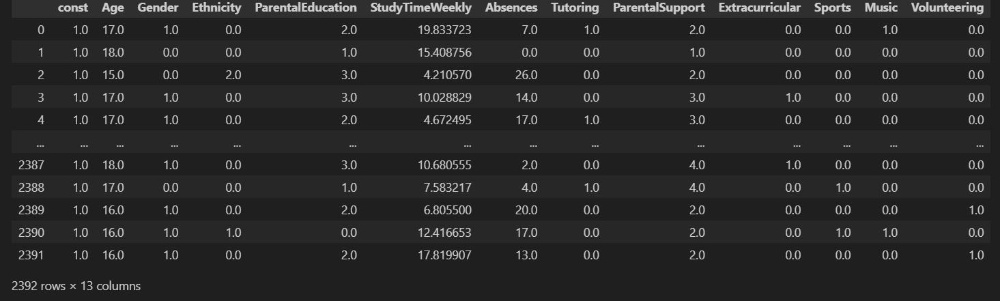 const Age Gender Ethnicity ParentalEducation StudyTimeWeekly Absences Tutoring ParentalSupport Extracurricular Sports Music Volunteering
0 1.0 17.0 1.0 0.0 2.0 19.833723 7.0 1.0 2.0 0.0 0.0 1.0 0.0
1 1.0 18.0 0.0 0.0 1.0 15.408756 0.0 0.0 1.0 0.0 0.0 0.0 0.0
2 1.0 15.0 0.0 2.0 3.0 4.210570 26.0 0.0 2.0 0.0 0.0 0.0 0.0
3 1.0 17.0 1.0 0.0 3.0 10.028829 14.0 0.0 3.0 1.0 0.0 0.0 0.0
4 1.0 17.0 1.0 0.0 2.0 4.672495 17.0 1.0 3.0 0.0 0.0 0.0 0.0
... ... ... ... ... ... ... ... ... ... ... ... ... ...
2387 1.0 18.0 1.0 0.0 3.0 10.680555 2.0 0.0 4.0 1.0 0.0 0.0 0.0
2388 1.0 17.0 0.0 0.0 1.0 7.583217 4.0 1.0 4.0 0.0 1.0 0.0 0.0
2389 1.0 16.0 1.0 0.0 2.0 6.805500 20.0 0.0 2.0 0.0 0.0 0.0 1.0
2390 1.0 16.0 1.0 1.0 0.0 12.416653 17.0 0.0 2.0 0.0 1.0 1.0 0.0
2391 1.0 16.0 1.0 0.0 2.0 17.819907 13.0 0.0 2.0 0.0 0.0 0.0 1.0
2392 rows × 13 columns